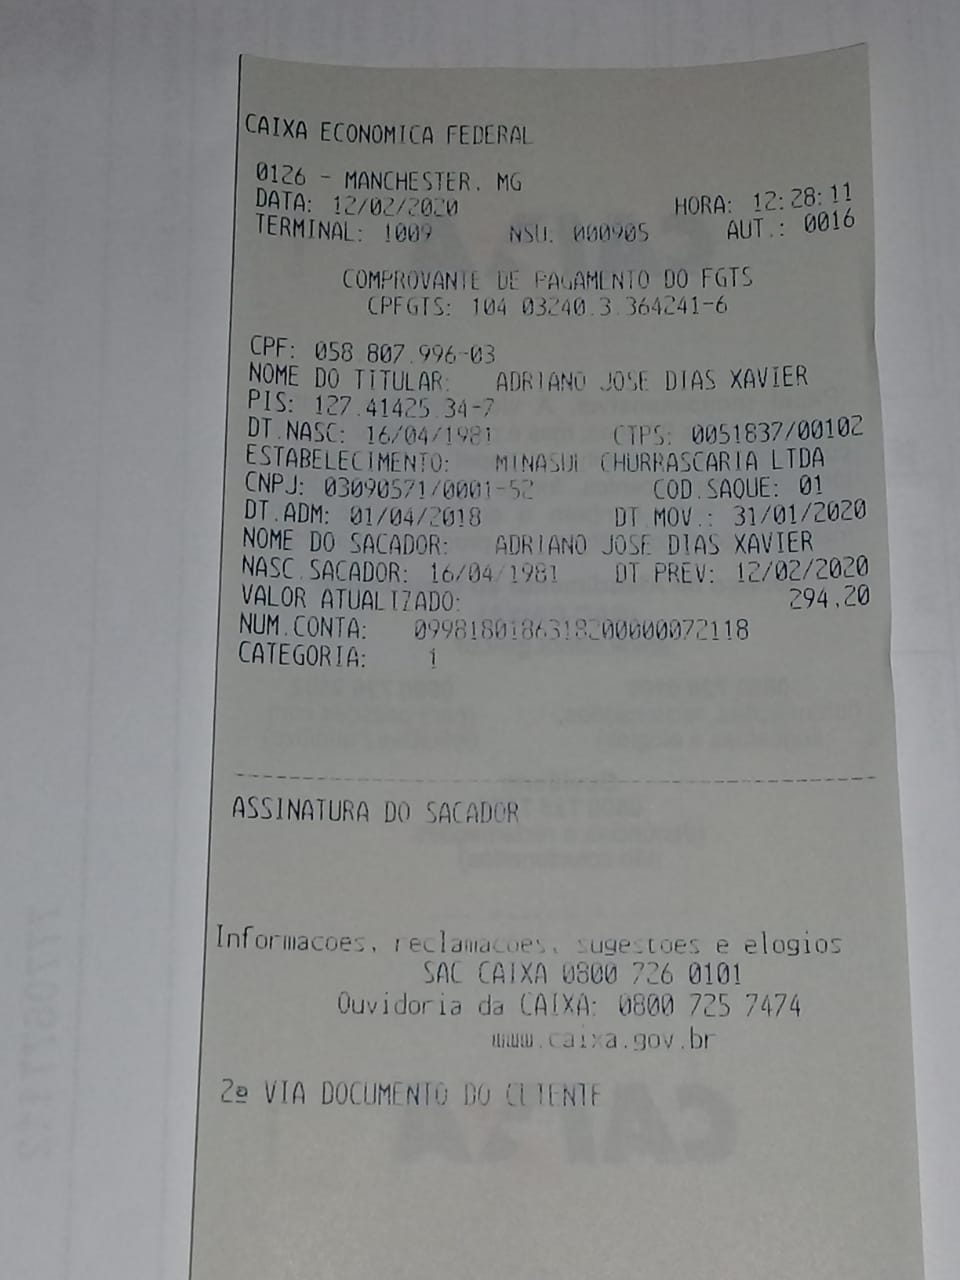 CAIXA ECONOMICA FEDERAL
0126 - MANCHESTER, MG
DATA: 12/02/2020 HORA: 12:28:11
TERMINAL: 1009 NSU: 000905 AUT.: 0016
COMPROVANTE DE PAGAMENTO DO FGTS
CPFGTS: 104 03240.3.364241-6
CPF: 058.807.996-03
NOME DO TITULAR: ADRIANO JOSE DIAS XAVIER
PIS: 127.41425.34-7
DT.NASC: 16/04/1981 CTPS: 0051837/00102
ESTABELECIMENTO: MINASUL CHURRASCARIA LTDA
CNPJ: 03090571/0001-52 COD.SAQUE: 01
DT.ADM: 01/04/2018 DT.MOV.: 31/01/2020
NOME DO SACADOR: ADRIANO JOSE DIAS XAVIER
NASC.SACADOR: 16/04/1981 DT.PREV: 12/02/2020
VALOR ATUALIZADO: 294,20
NUM.CONTA: 0998180186318200000072118
CATEGORIA: 1
ASSINATURA DO SACADOR
Informacoes, reclamacoes, sugestoes e elogios
SAC CAIXA 0800 726 0101
Ouvidoria da CAIXA: 0800 725 7474
www.caixa.gov.br
2ª VIA DOCUMENTO DO CLIENTE